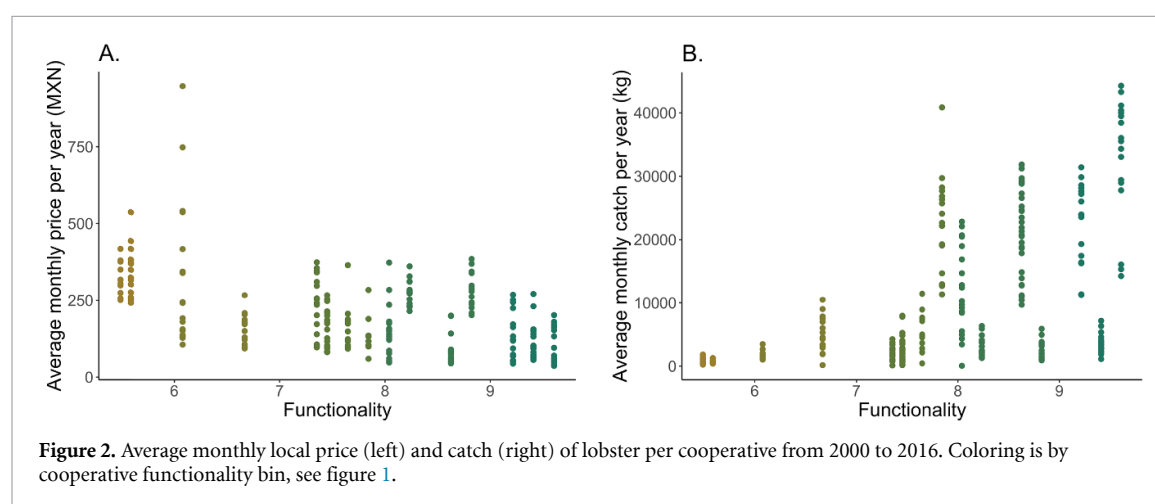 A.
Average monthly price per year (MXN)
750
500
250
0
6
7
8
9
Functionality
B.
Average monthly catch per year (kg)
40000
30000
20000
10000
0
6
7
8
9
Functionality
Figure 2. Average monthly local price (left) and catch (right) of lobster per cooperative from 2000 to 2016. Coloring is by
cooperative functionality bin, see figure 1.